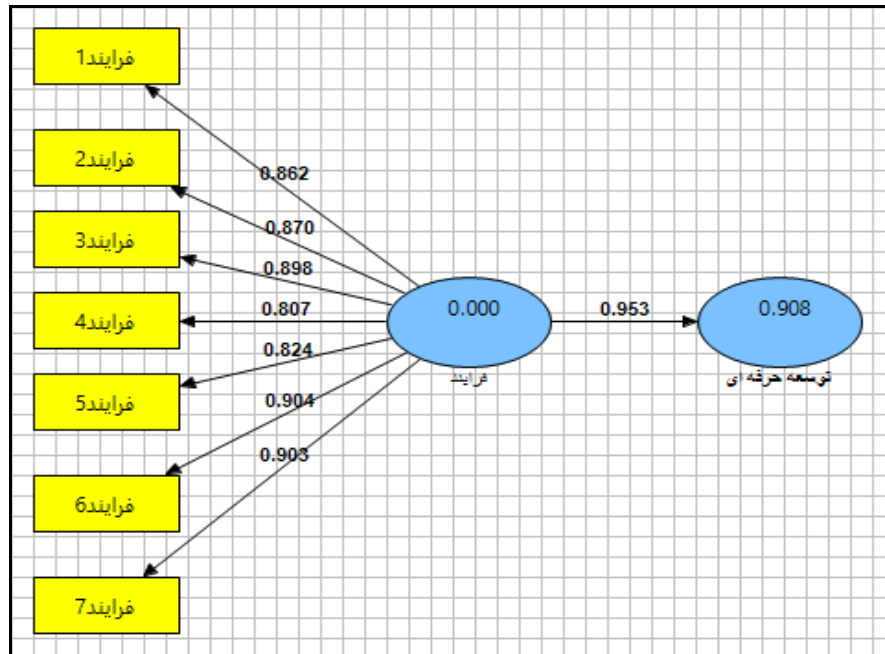 فرایند1
0.862
فرایند2
0.870
فرایند3
0.898
فرایند4
0.807
0.000
0.953
0.908
فرایند
توسعه حرفه ای
فرایند5
0.824
فرایند6
0.904
فرایند7
0.903